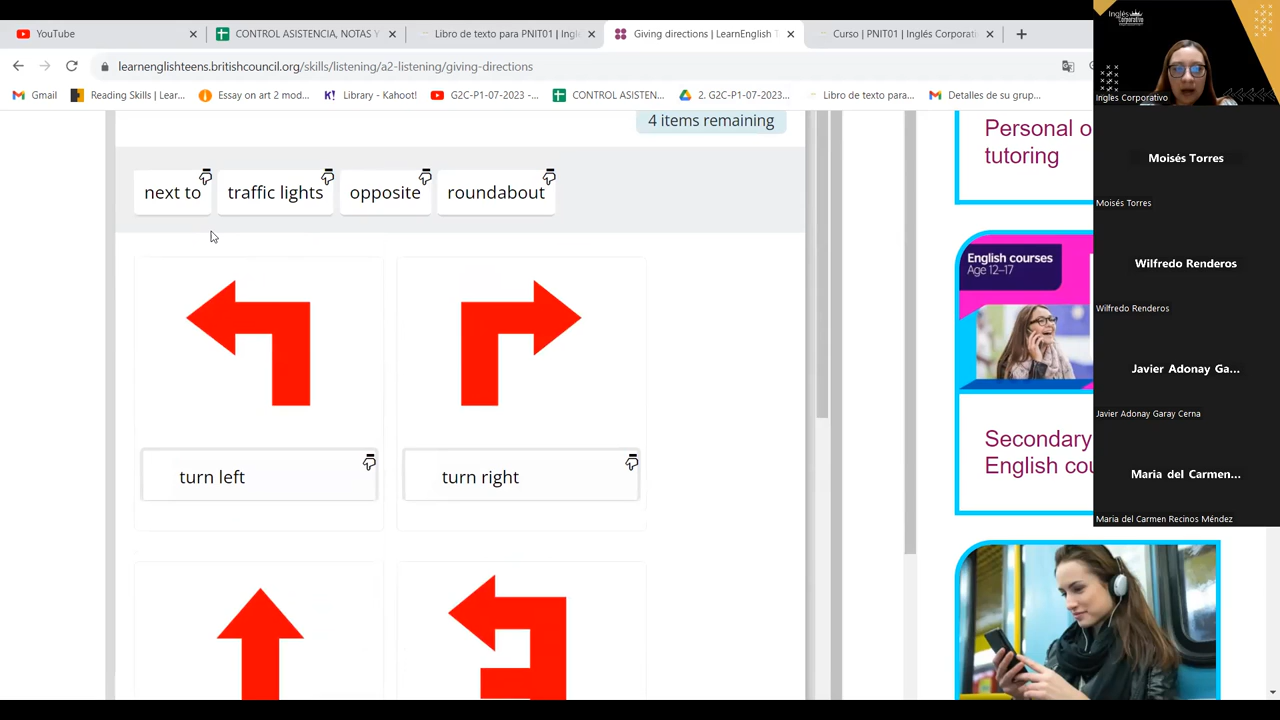 YouTube
CONTROL ASISTENCIA, NOTAS Y
Libro de texto para PNIT01 | Inglé
Giving directions | LearnEnglish T
Curso | PNIT01 | Inglés Corporati
learnenglishteens.britishcouncil.org/skills/listening/a2-listening/giving-directions
Gmail
Reading Skills | Lear...
Essay on art 2 mod...
Library - Kahoo
G2C-P1-07-2023 -...
CONTROL ASISTEN...
2. G2C-P1-07-2023...
Libro de texto para...
Detalles de su grup...
4 items remaining
next to
traffic lights
opposite
roundabout
turn left
turn right
Personal o
tutoring
English courses
Age 12–17
Secondary
English cou
Inglés
Corporativo
Ingles Corporativo
Moisés Torres
Moisés Torres
Wilfredo Renderos
Wilfredo Renderos
Javier Adonay Ga...
Javier Adonay Garay Cerna
Maria del Carmen...
Maria del Carmen Recinos Méndez